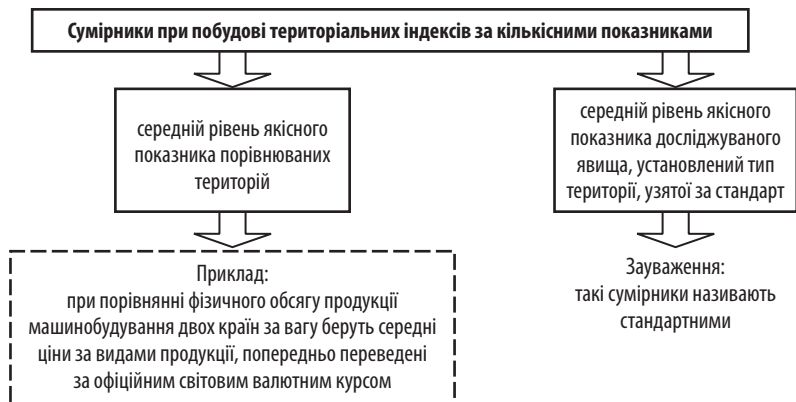 Сумірники при побудові територіальних індексів за кількісними показниками
середній рівень якісного
показника порівнюваних
територій
середній рівень якісного
показника досліджуваного
явища, установлений тип
території, узятої за стандарт
Приклад:
при порівнянні фізичного обсягу продукції
машинобудування двох країн за вагу беруть середні
ціни за видами продукції, попередньо переведені
за офіційним світовим валютним курсом
Зауваження:
такі сумірники називають
стандартними